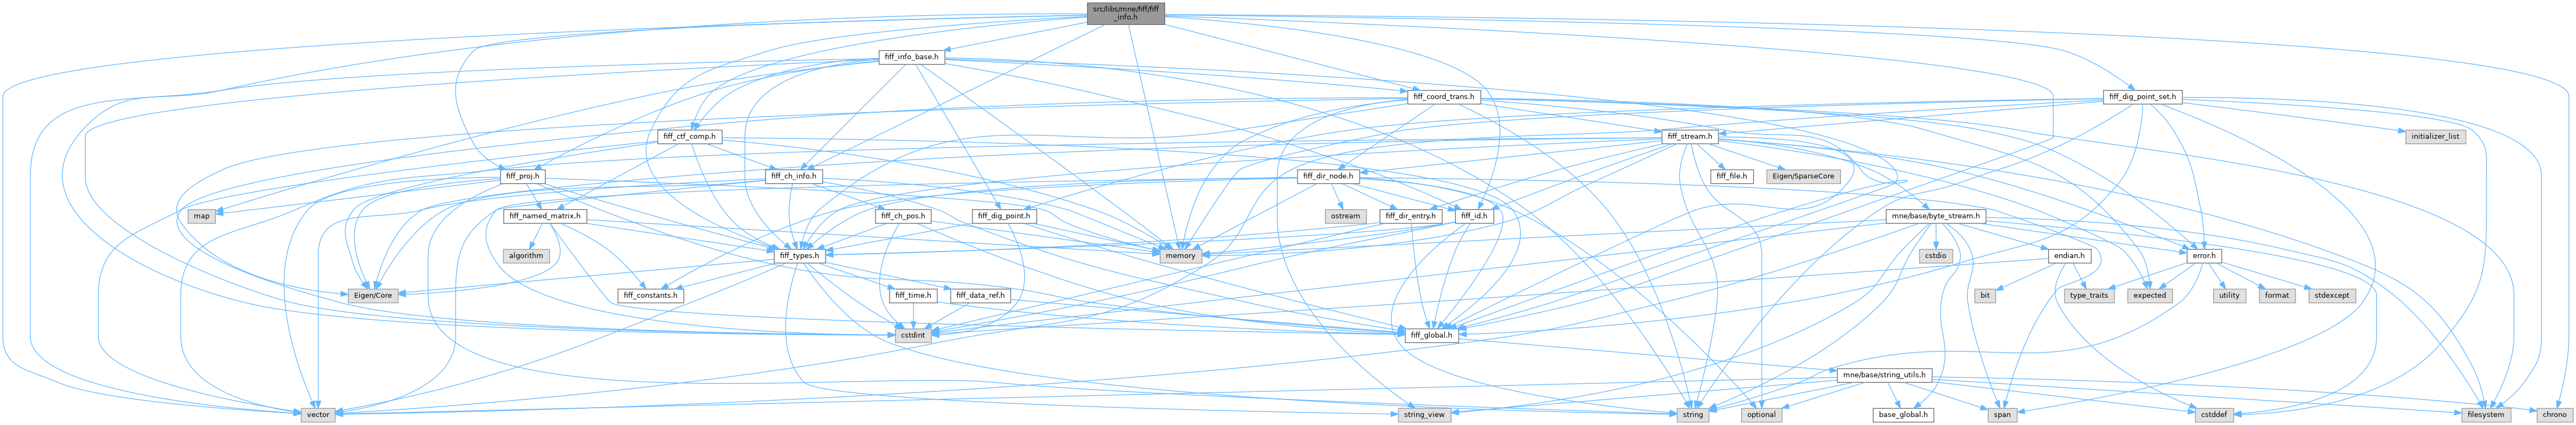 src/libs/mne/fiff/fiff
_info.h
fiff_info_base.h
fiff_coord_trans.h
fiff_dig_point_set.h
fiff_ctf_comp.h
fiff_stream.h
initializer_list
fiff_proj.h
fiff_ch_info.h
fiff_dir_node.h
fiff_file.h
Eigen/SparseCore
map
fiff_named_matrix.h
fiff_ch_pos.h
fiff_dig_point.h
ostream
fiff_dir_entry.h
fiff_id.h
mne/base/byte_stream.h
algorithm
fiff_types.h
memory
cstdio
endian.h
error.h
Eigen/Core
fiff_constants.h
fiff_time.h
fiff_data_ref.h
bit
type_traits
expected
utility
format
stdexcept
cstdint
fiff_global.h
mne/base/string_utils.h
vector
string_view
string
optional
base_global.h
span
cstddef
filesystem
chrono